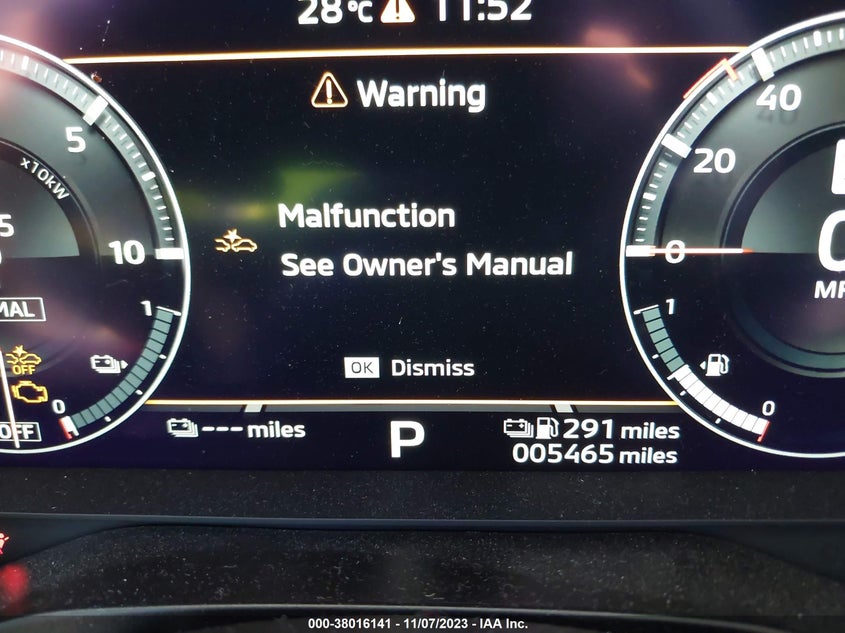 28°C 11:52
Warning
40
5
x10kW
20
Malfunction
See Owner's Manual
10
0
1
1
OFF
OK Dismiss
0
0
OFF
--- miles
P
291 miles
005465 miles
000-38016141 - 11/07/2023 - IAA Inc.